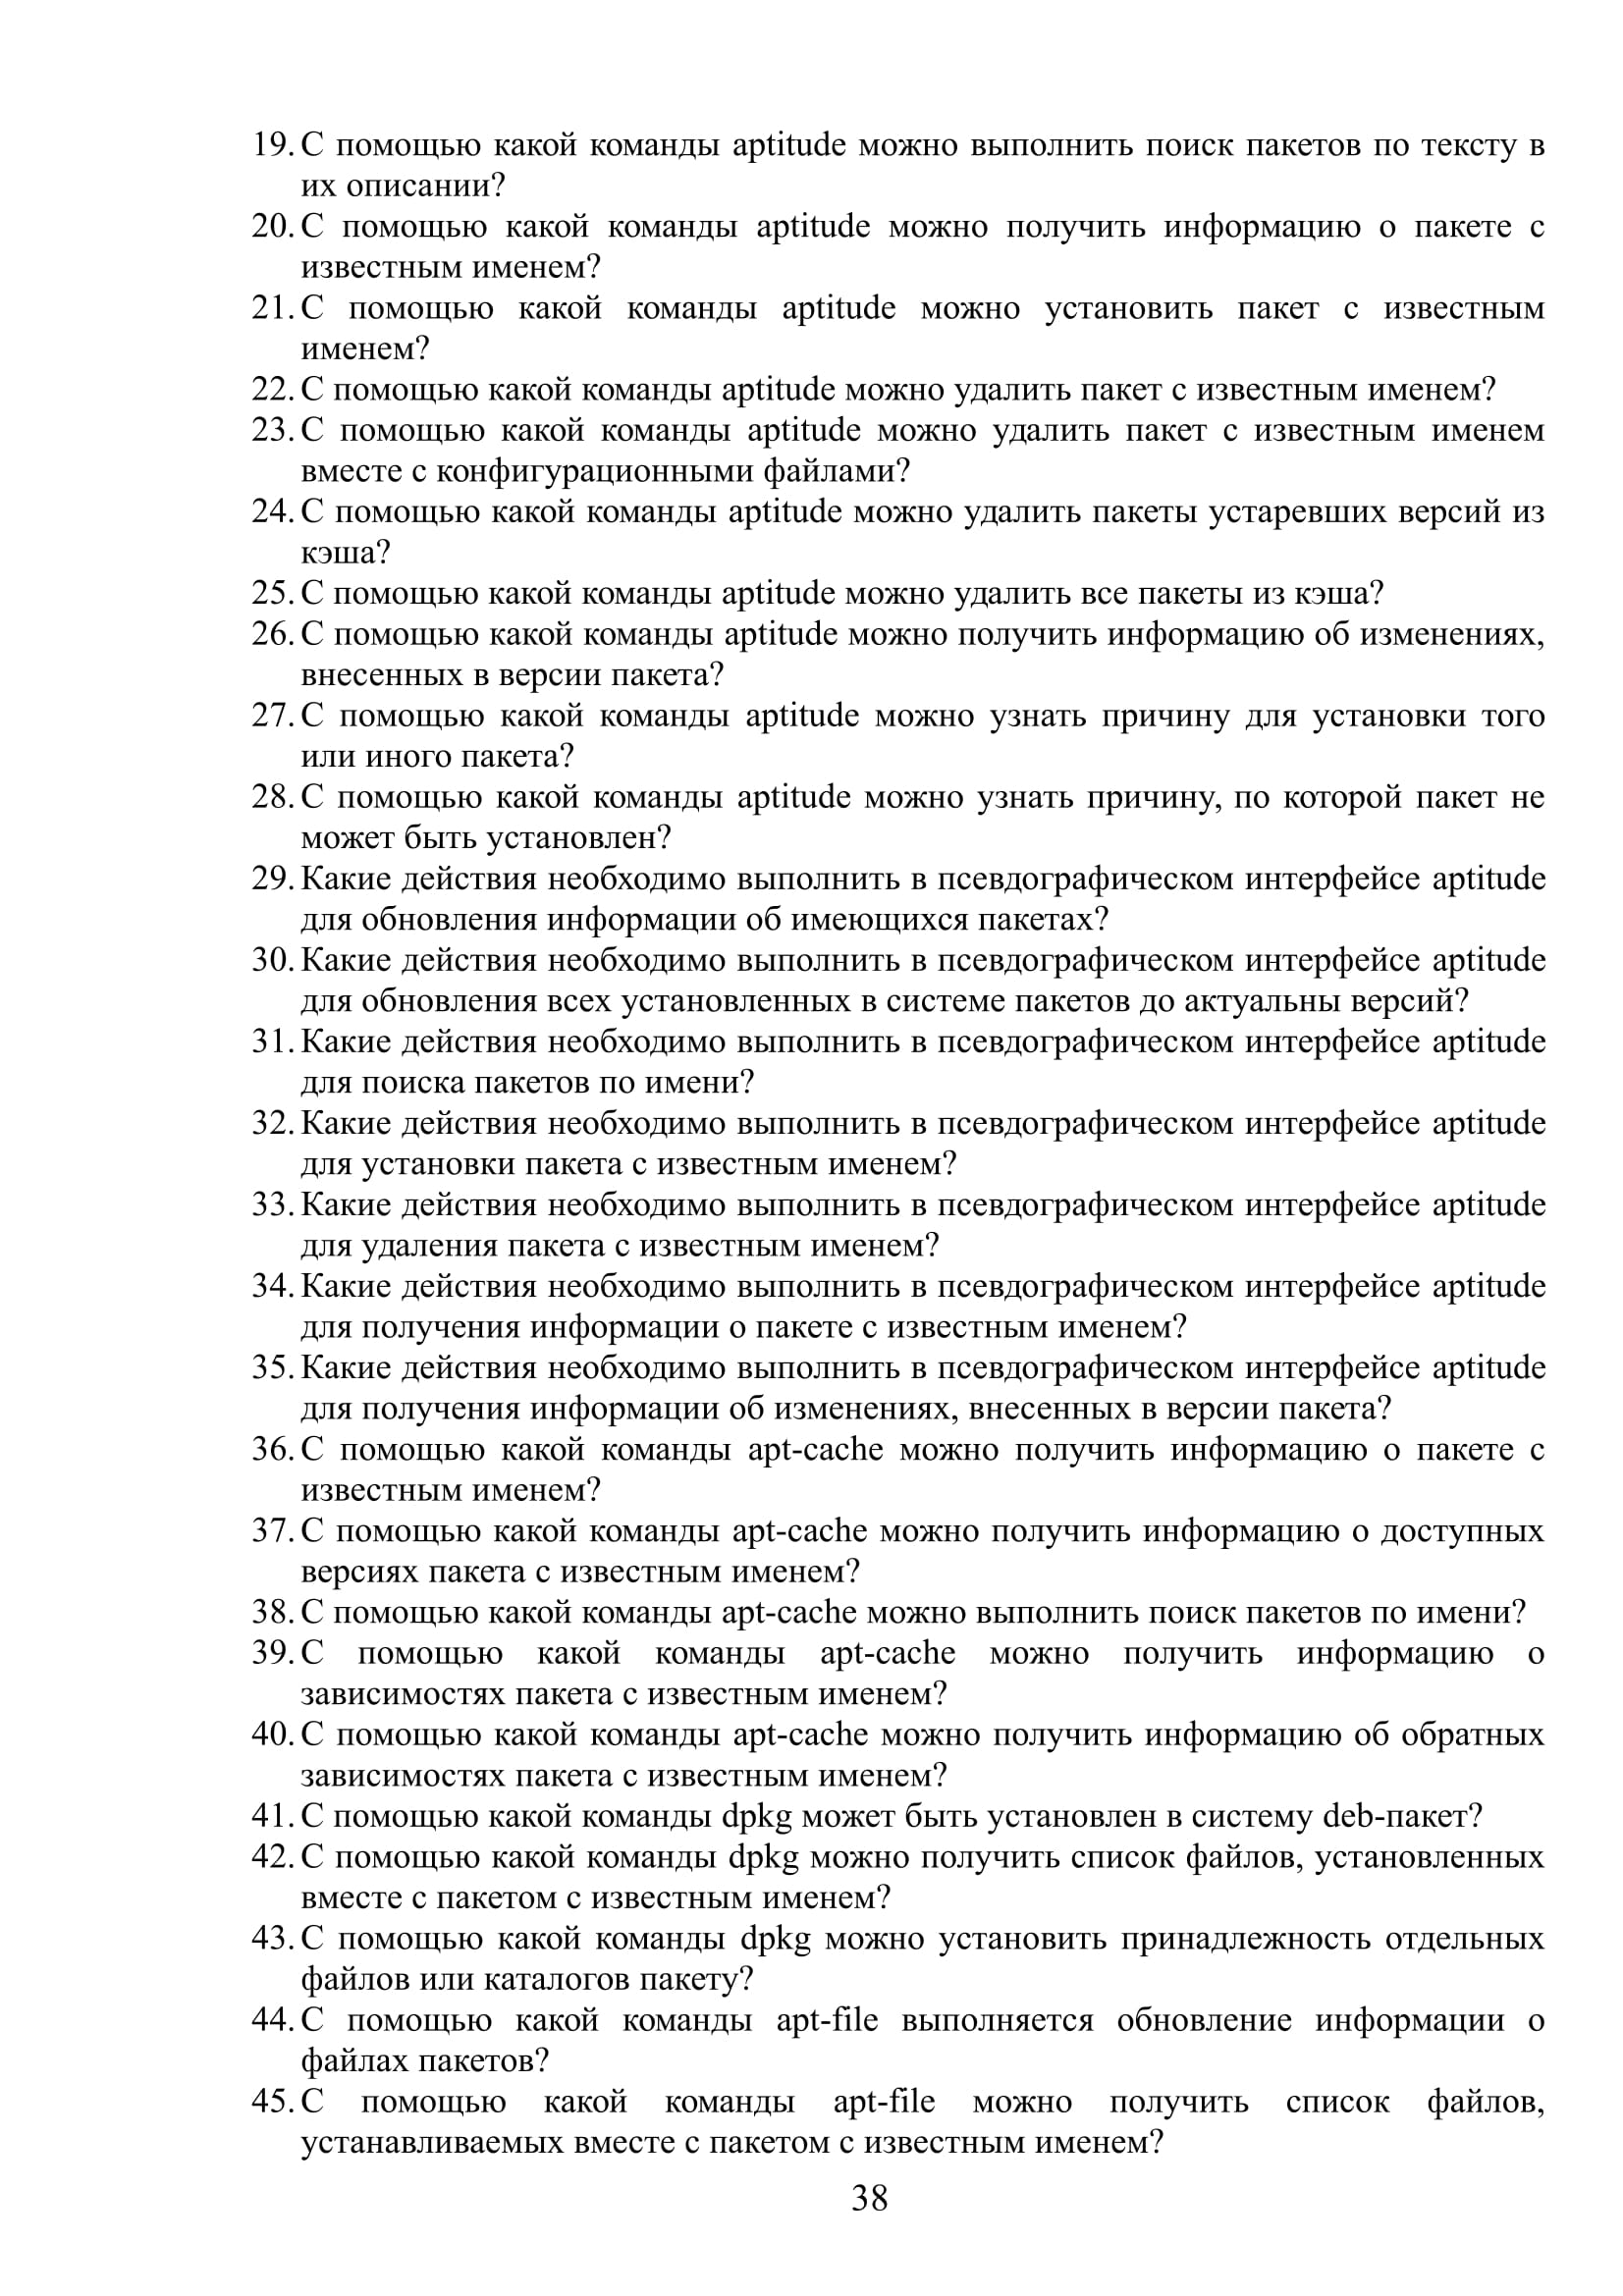 19. С помощью какой команды aptitude можно выполнить поиск пакетов по тексту в
их описании?
20. С помощью какой команды aptitude можно получить информацию о пакете с
известным именем?
21. С помощью какой команды aptitude можно установить пакет с известным
именем?
22. С помощью какой команды aptitude можно удалить пакет с известным именем?
23. С помощью какой команды aptitude можно удалить пакет с известным именем
вместе с конфигурационными файлами?
24. С помощью какой команды aptitude можно удалить пакеты устаревших версий из
кэша?
25. С помощью какой команды aptitude можно удалить все пакеты из кэша?
26. С помощью какой команды aptitude можно получить информацию об изменениях,
внесенных в версии пакета?
27. С помощью какой команды aptitude можно узнать причину для установки того
или иного пакета?
28. С помощью какой команды aptitude можно узнать причину, по которой пакет не
может быть установлен?
29. Какие действия необходимо выполнить в псевдографическом интерфейсе aptitude
для обновления информации об имеющихся пакетах?
30. Какие действия необходимо выполнить в псевдографическом интерфейсе aptitude
для обновления всех установленных в системе пакетов до актуальны версий?
31. Какие действия необходимо выполнить в псевдографическом интерфейсе aptitude
для поиска пакетов по имени?
32. Какие действия необходимо выполнить в псевдографическом интерфейсе aptitude
для установки пакета с известным именем?
33. Какие действия необходимо выполнить в псевдографическом интерфейсе aptitude
для удаления пакета с известным именем?
34. Какие действия необходимо выполнить в псевдографическом интерфейсе aptitude
для получения информации о пакете с известным именем?
35. Какие действия необходимо выполнить в псевдографическом интерфейсе aptitude
для получения информации об изменениях, внесенных в версии пакета?
36. С помощью какой команды apt-cache можно получить информацию о пакете с
известным именем?
37. С помощью какой команды apt-cache можно получить информацию о доступных
версиях пакета с известным именем?
38. С помощью какой команды apt-cache можно выполнить поиск пакетов по имени?
39. С помощью какой команды apt-cache можно получить информацию о
зависимостях пакета с известным именем?
40. С помощью какой команды apt-cache можно получить информацию об обратных
зависимостях пакета с известным именем?
41. С помощью какой команды dpkg может быть установлен в систему deb-пакет?
42. С помощью какой команды dpkg можно получить список файлов, установленных
вместе с пакетом с известным именем?
43. С помощью какой команды dpkg можно установить принадлежность отдельных
файлов или каталогов пакету?
44. С помощью какой команды apt-file выполняется обновление информации о
файлах пакетов?
45. С помощью какой команды apt-file можно получить список файлов,
устанавливаемых вместе с пакетом с известным именем?
38